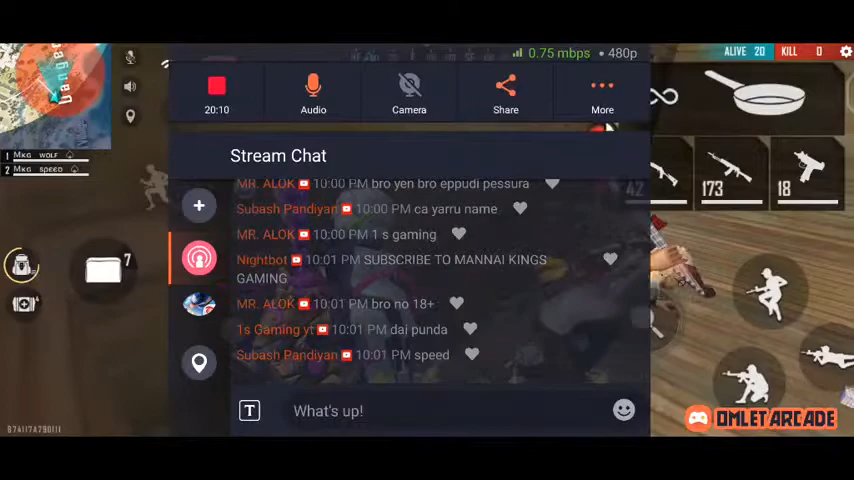 0.75 mbps • 480p
ALIVE 20 KILL 0
20:10 Audio Camera Share More
1 MKG WOLF
2 MKG SPEED
Stream Chat
42 173 18
MR. ALOK 10:00 PM bro yen bro eppudi pessura
Subash Pandiyan 10:00 PM ca yarru name
MR. ALOK 10:00 PM 1 s gaming
Nightbot 10:01 PM SUBSCRIBE TO MANNAI KINGS
GAMING
7
MR. ALOK 10:01 PM bro no 18+
1s Gaming yt 10:01 PM dai punda
Subash Pandiyan 10:01 PM speed
T What's up!
OMLET ARCADE